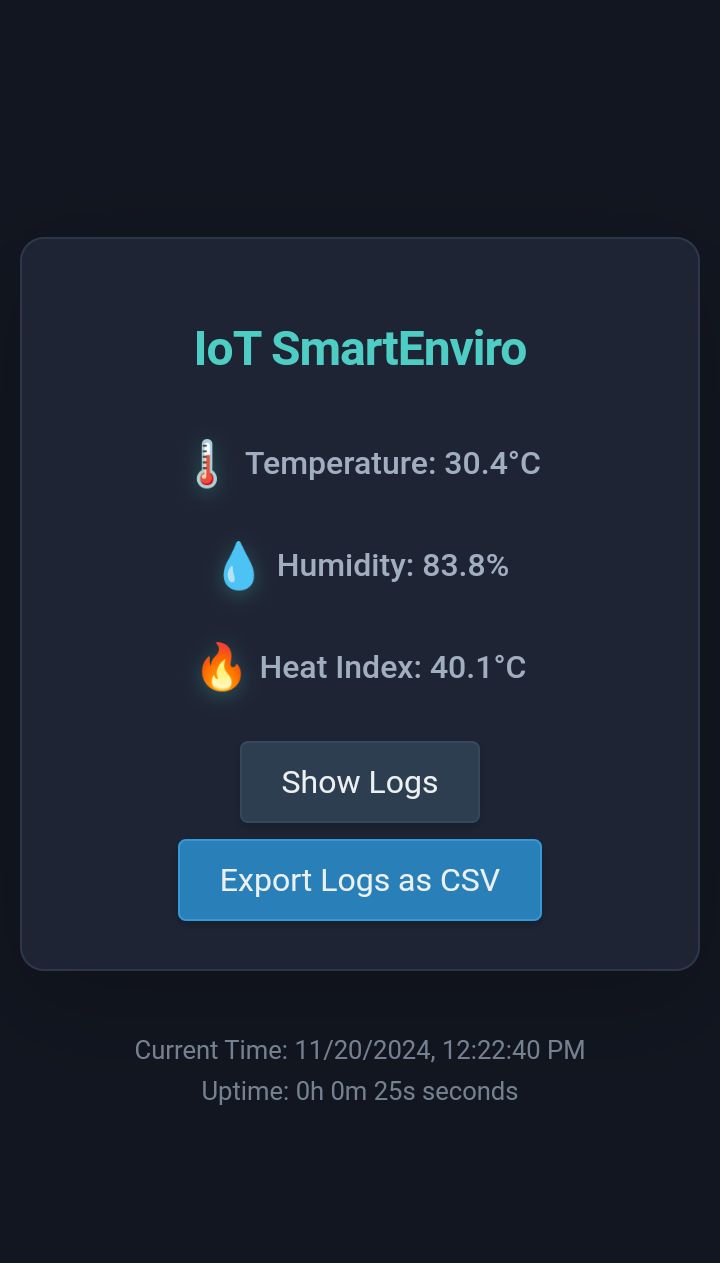 IoT SmartEnviro
Temperature: 30.4°C
Humidity: 83.8%
Heat Index: 40.1°C
Show Logs
Export Logs as CSV
Current Time: 11/20/2024, 12:22:40 PM
Uptime: 0h 0m 25s seconds